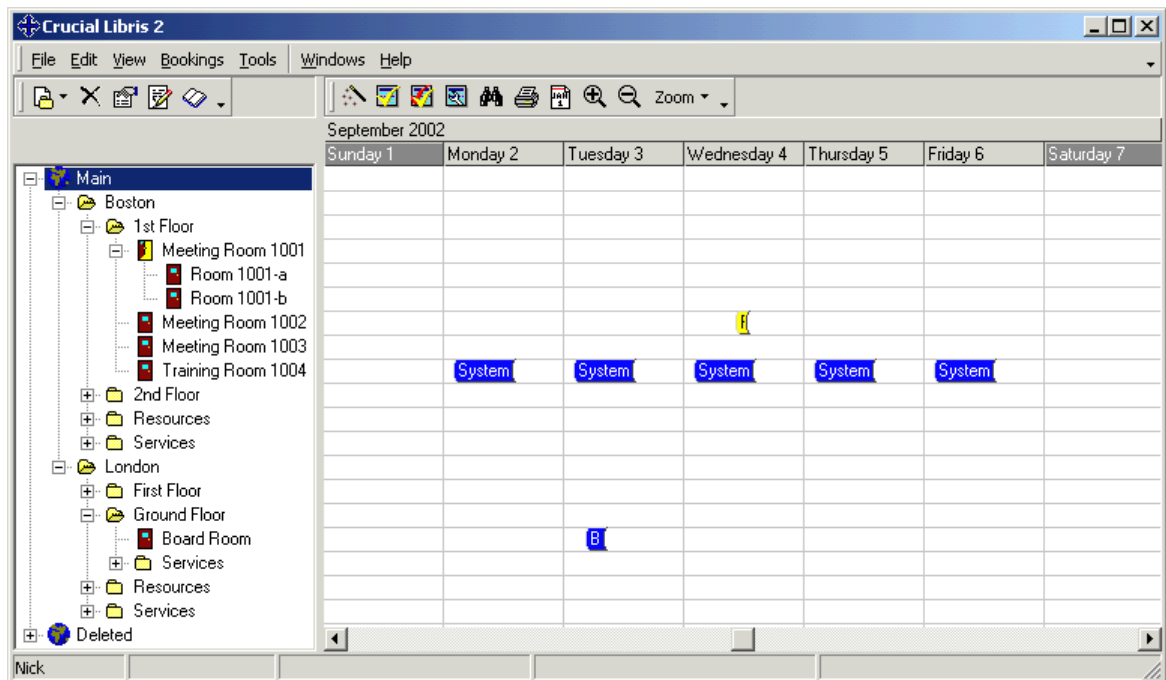 Crucial Libris 2
File Edit View Bookings Tools Windows Help
Zoom
September 2002
Sunday 1 Monday 2 Tuesday 3 Wednesday 4 Thursday 5 Friday 6 Saturday 7
Main
Boston
1st Floor
Meeting Room 1001
Room 1001-a
Room 1001-b
Meeting Room 1002
Meeting Room 1003
Training Room 1004 System System System System System
2nd Floor
Resources
Services
London
First Floor
Ground Floor
Board Room B
Services
Resources
Services
Deleted
Nick